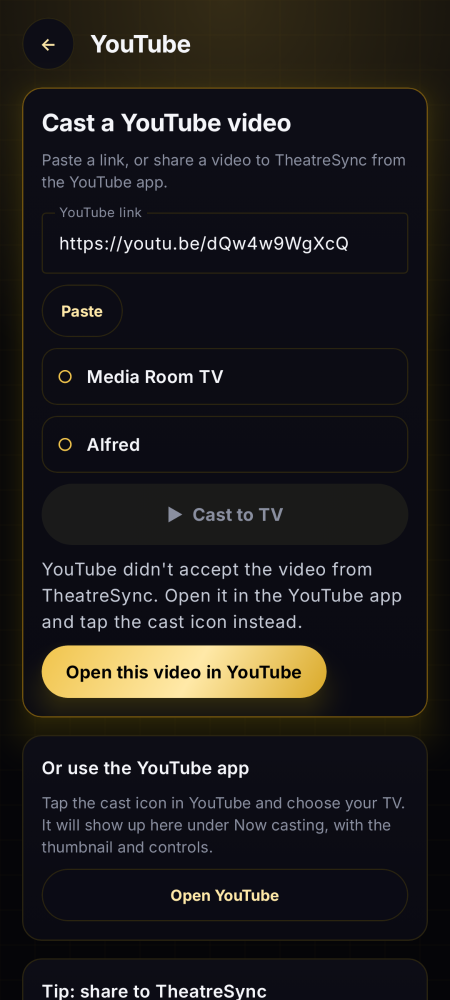 YouTube
Cast a YouTube video
Paste a link, or share a video to TheatreSync from
the YouTube app.
YouTube link
https://youtu.be/dQw4w9WgXcQ
Paste
Media Room TV
Alfred
Cast to TV
YouTube didn't accept the video from
TheatreSync. Open it in the YouTube app
and tap the cast icon instead.
Open this video in YouTube
Or use the YouTube app
Tap the cast icon in YouTube and choose your TV.
It will show up here under Now casting, with the
thumbnail and controls.
Open YouTube
Tip: share to TheatreSync